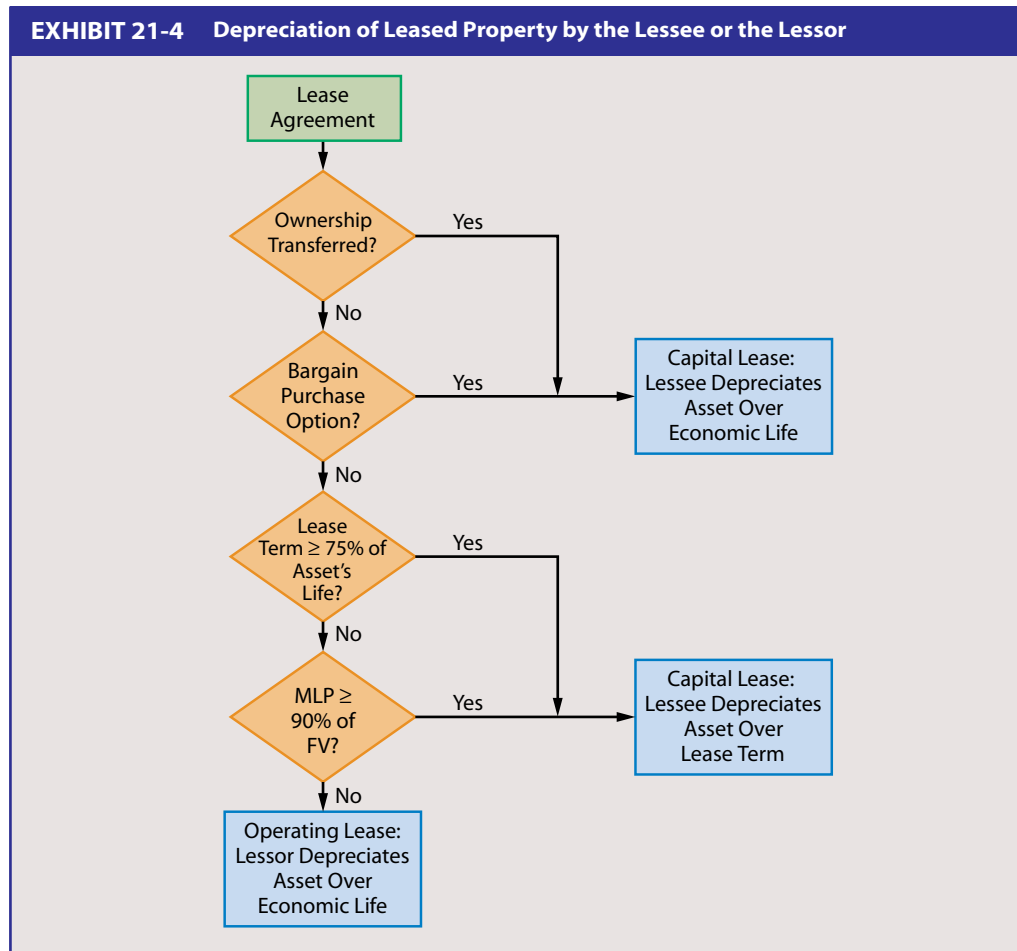 EXHIBIT 21-4 Depreciation of Leased Property by the Lessee or the Lessor
Lease
Agreement
Ownership
Transferred?
Yes
No
Bargain
Purchase
Option?
Yes
Capital Lease:
Lessee Depreciates
Asset Over
Economic Life
No
Lease
Term ≥ 75% of
Asset's
Life?
Yes
No
MLP ≥
90% of
FV?
Yes
Capital Lease:
Lessee Depreciates
Asset Over
Lease Term
No
Operating Lease:
Lessor Depreciates
Asset Over
Economic Life